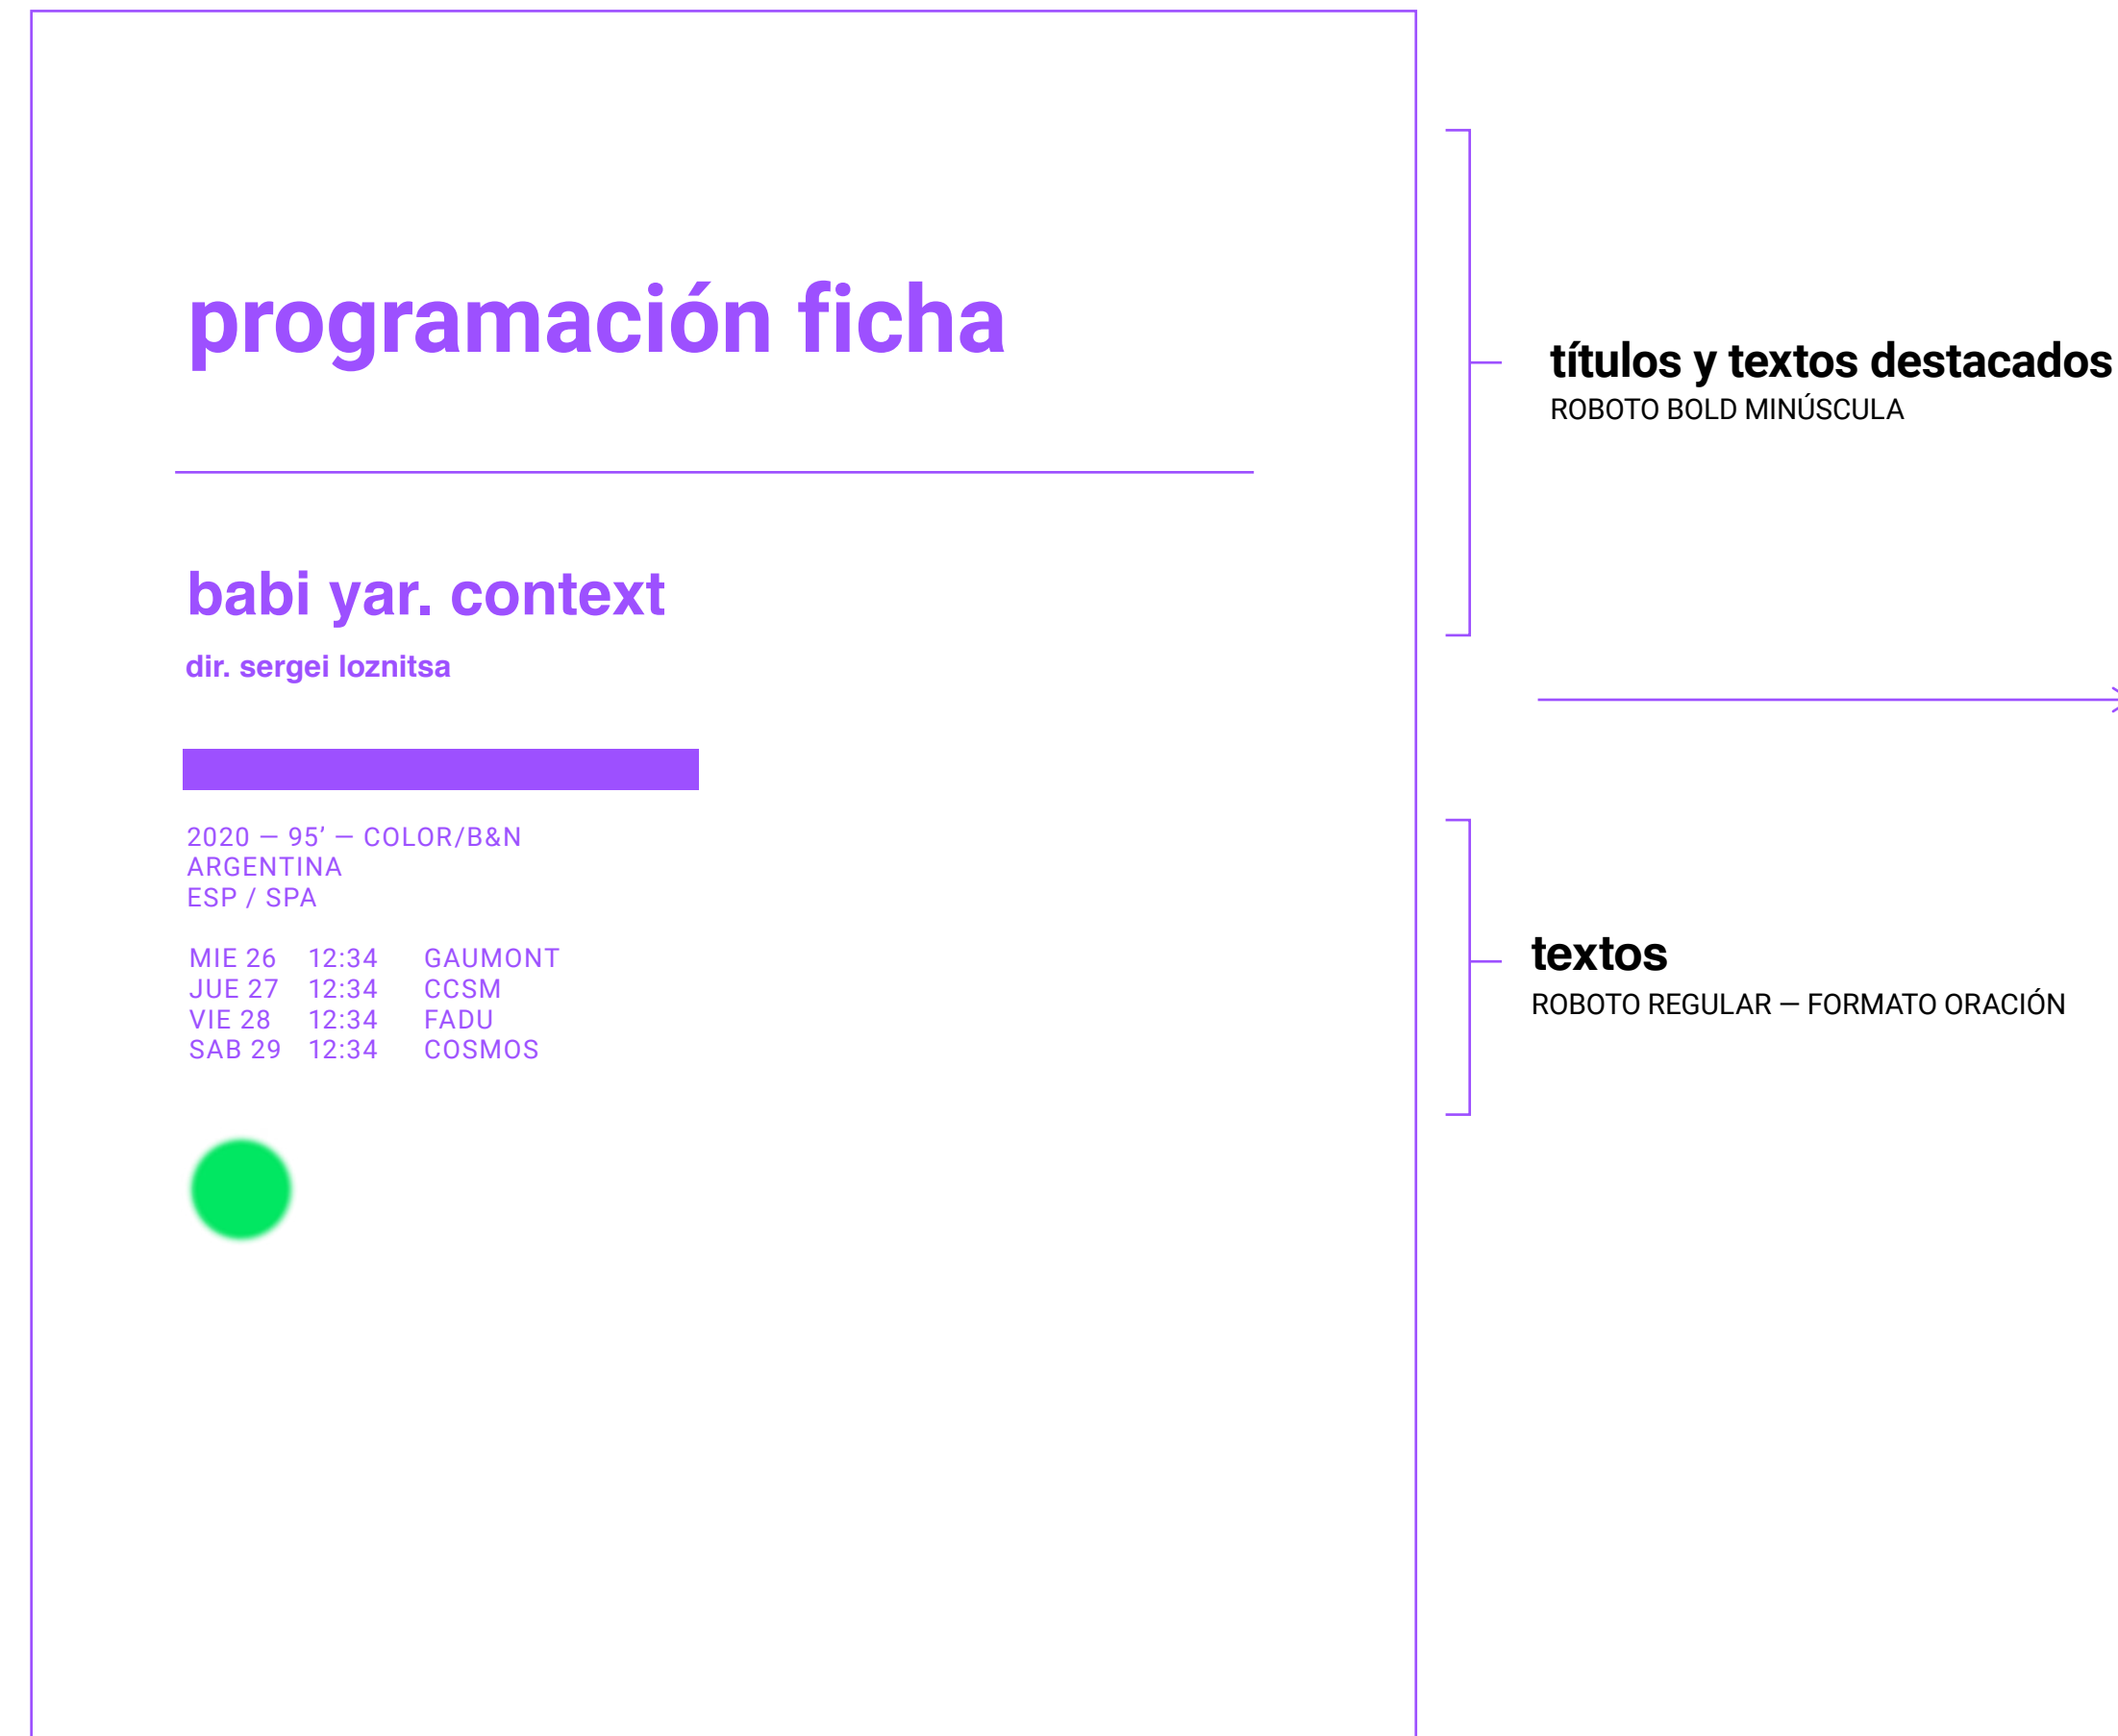 programación ficha
babi yar. context
dir. sergei loznitsa
2020 — 95’ — COLOR/B&N
ARGENTINA
ESP / SPA
MIE 26 12:34 GAUMONT
JUE 27 12:34 CCSM
VIE 28 12:34 FADU
SAB 29 12:34 COSMOS
títulos y textos destacados
ROBOTO BOLD MINÚSCULA
textos
ROBOTO REGULAR — FORMATO ORACIÓN